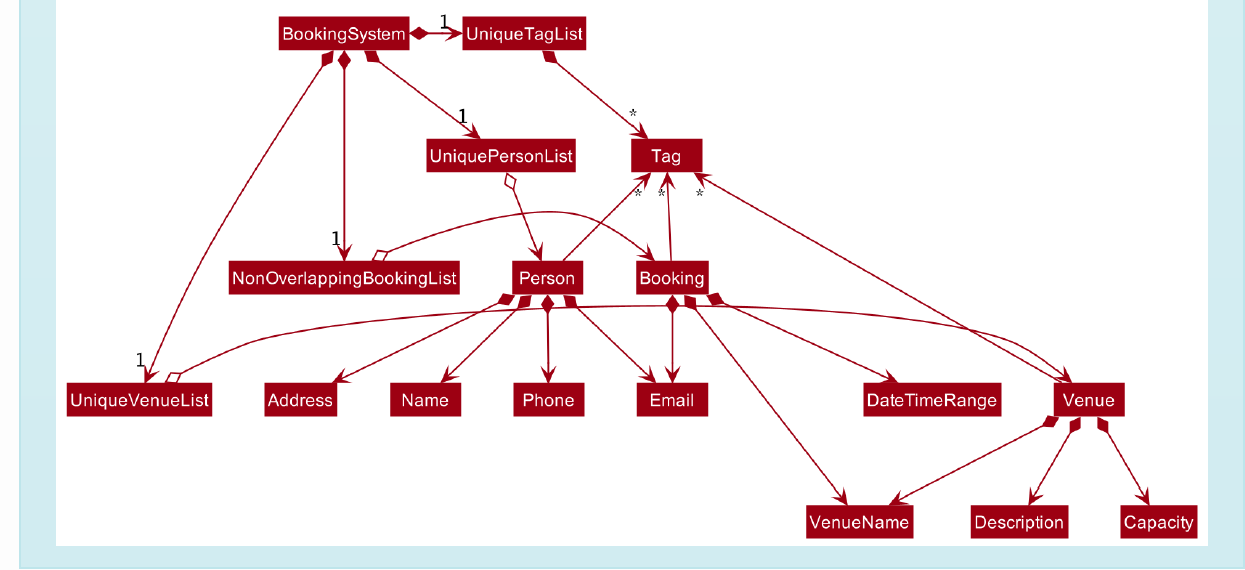 BookingSystem 1 UniqueTagList
1 *
UniquePersonList Tag
* * *
1
NonOverlappingBookingList Person Booking
1
UniqueVenueList Address Name Phone Email DateTimeRange Venue
VenueName Description Capacity